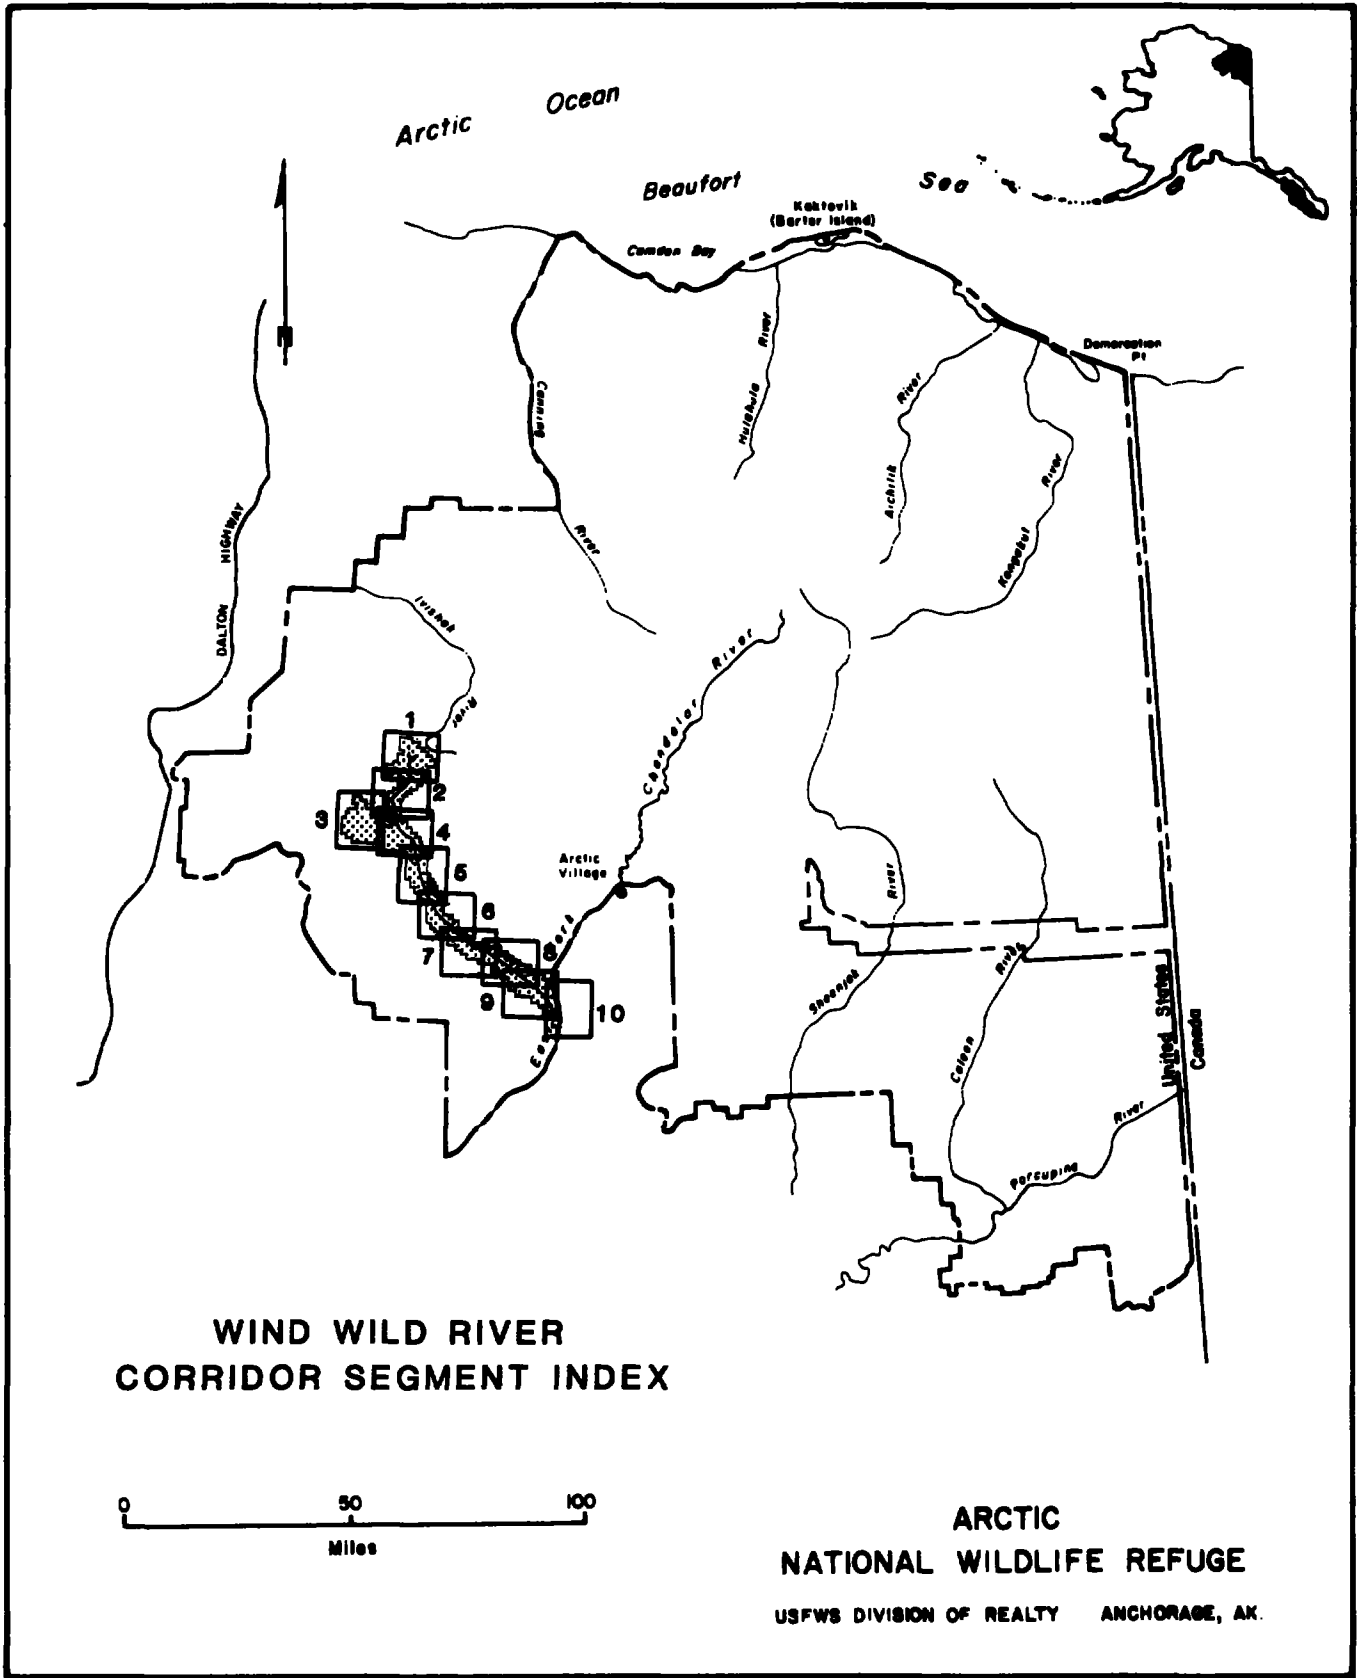 Arctic Ocean
Beaufort Sea
Kaktovik
(Barter Island)
Camden Bay
N
Demarcation
Pt
Canning
River
Hulahula River
Aichilik River
Kongakut River
DALTON HIGHWAY
Ivishak
River
Chandalar River
1
2
3
4
5
6
7
8
9
10
Arctic
Village
East Fork
Sheenjek River
Coleen River
United States
Canada
Porcupine River
WIND WILD RIVER
CORRIDOR SEGMENT INDEX
0 50 100
Miles
ARCTIC
NATIONAL WILDLIFE REFUGE
USFWS DIVISION OF REALTY ANCHORAGE, AK.